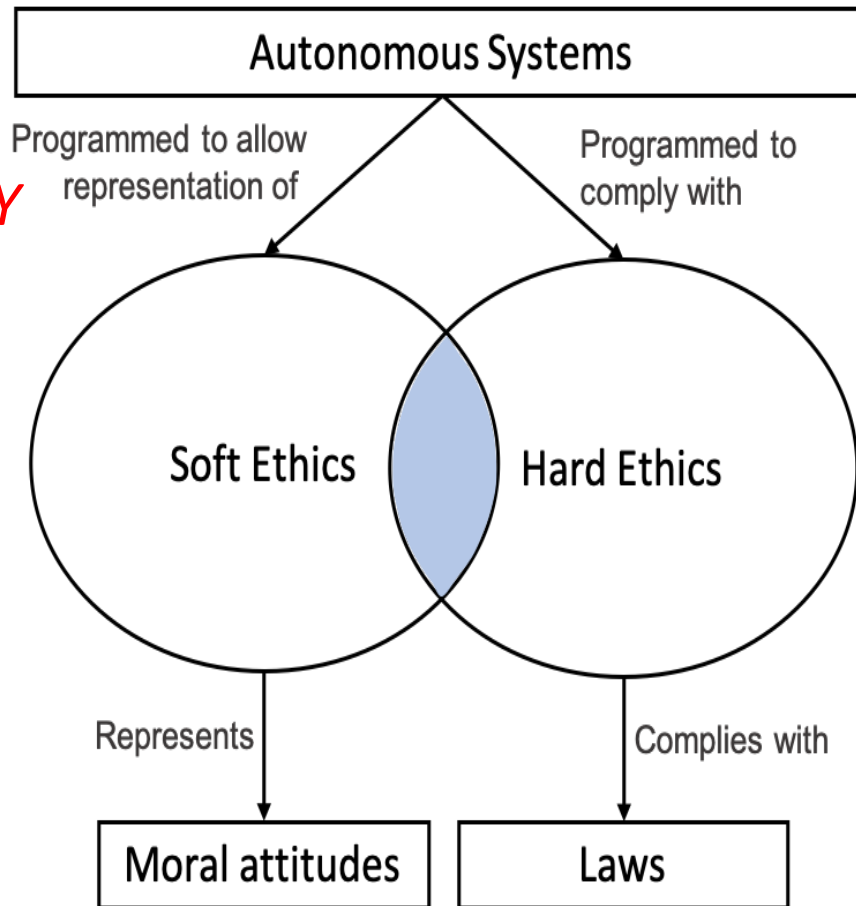 Autonomous Systems
Programmed to allow
representation of
Programmed to
comply with
Y
Soft Ethics
Hard Ethics
Represents
Complies with
Moral attitudes
Laws